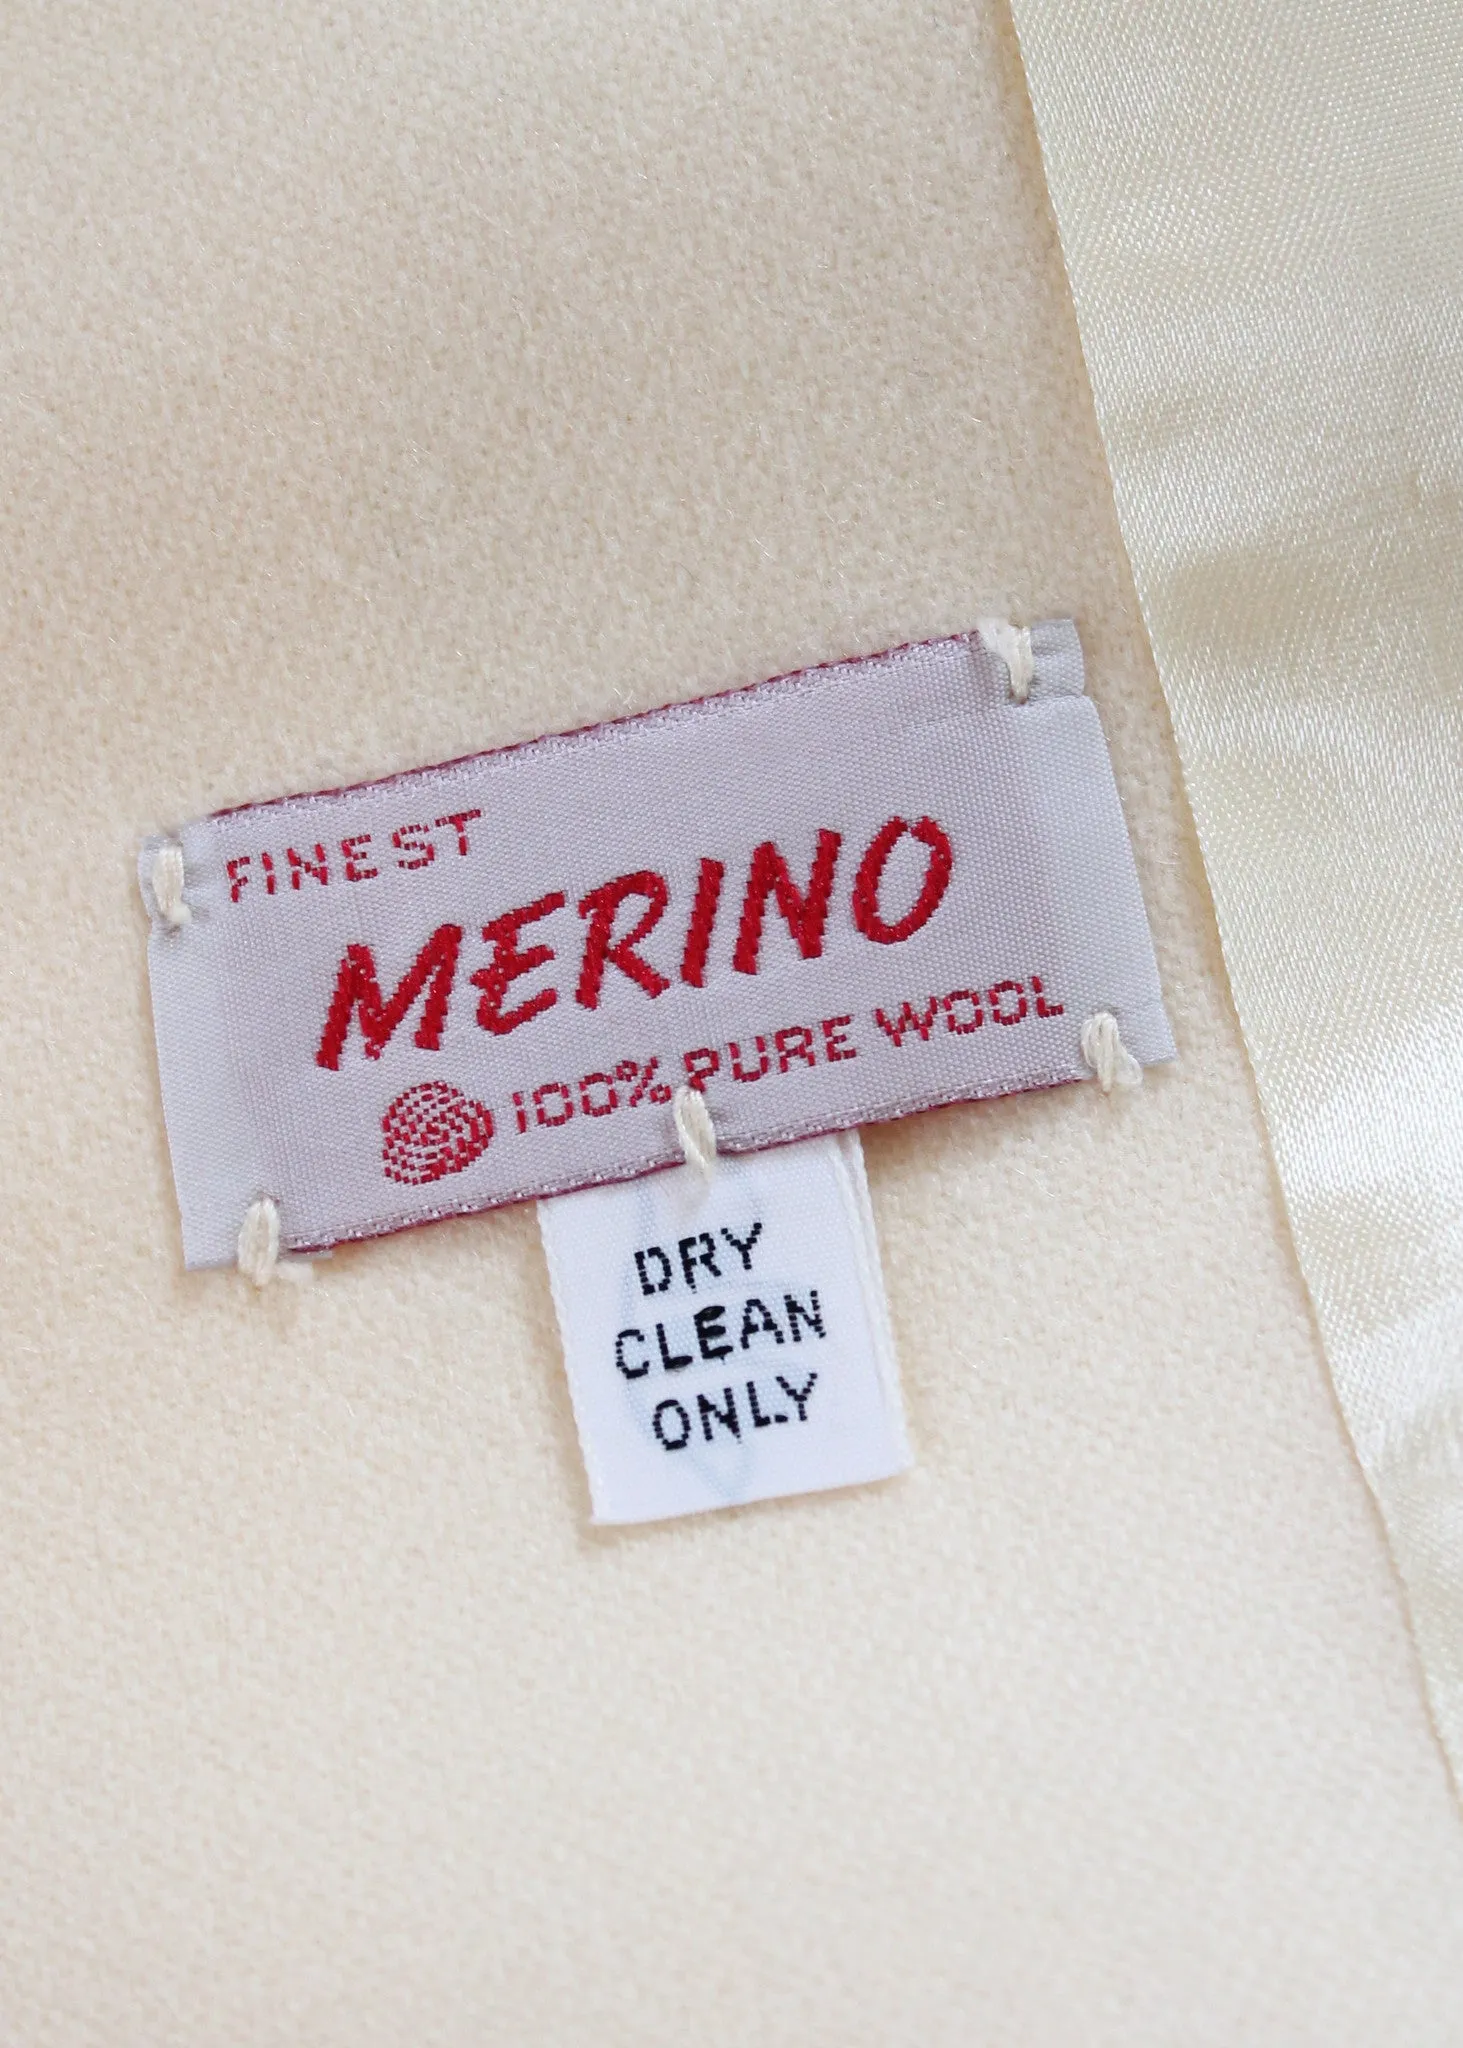 FINEST
MERINO
100% PURE WOOL
DRY
CLEAN
ONLY